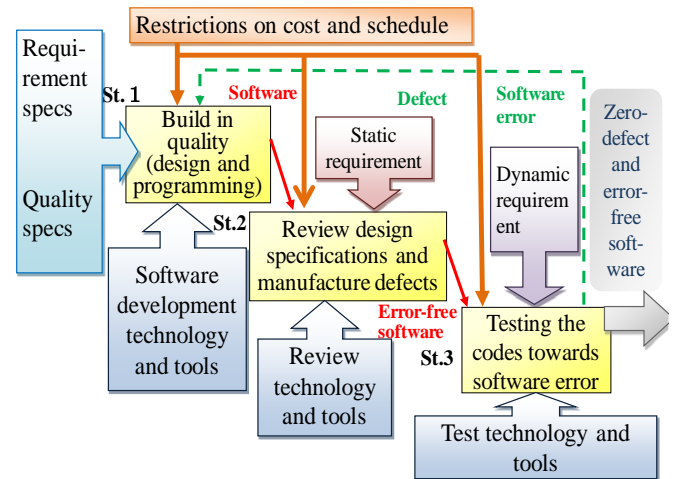 Restrictions on cost and schedule
Requi-
rement
specs
Quality
specs
St. 1
Software
Defect
Software
error
Build in
quality
(design and
programming)
Static
requirement
Dynamic
requirem
ent
Zero-
defect
and
error-
free
soft-
ware
St.2
Review design
specifications and
manufacture defects
Software
development
technology
and tools
Error-free
software
St.3
Testing the
codes towards
software error
Review
technology
and tools
Test technology and
tools